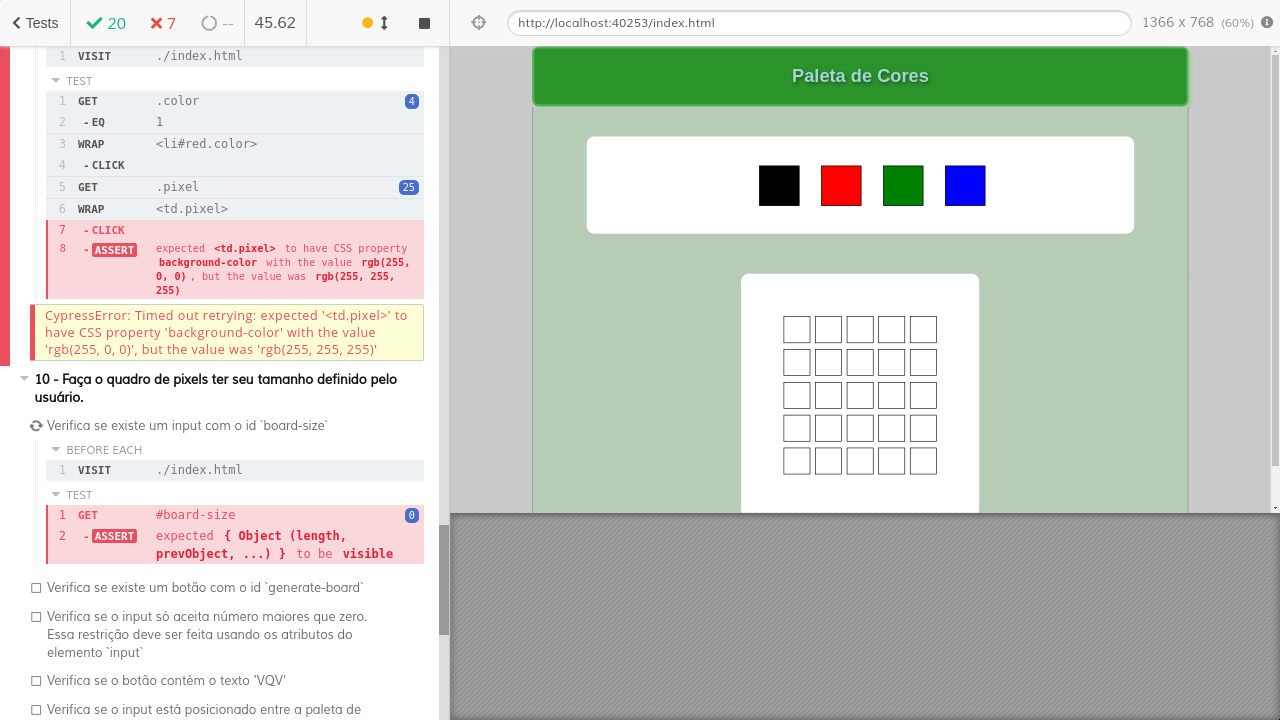 Tests 20 7 -- 45.62 http://localhost:40253/index.html 1366 x 768 (60%)
1 VISIT ./index.html
TEST
1 GET .color 4
2 -EQ 1
3 WRAP <li#red.color>
4 -CLICK
5 GET .pixel 25
6 WRAP <td.pixel>
7 -CLICK
8 -ASSERT expected <td.pixel> to have CSS property
background-color with the value rgb(255,
0, 0), but the value was rgb(255, 255,
255)
CypressError: Timed out retrying: expected '<td.pixel>' to
have CSS property 'background-color' with the value
'rgb(255, 0, 0)', but the value was 'rgb(255, 255, 255)'
10 - Faça o quadro de pixels ter seu tamanho definido pelo
usuário.
Verifica se existe um input com o id `board-size`
BEFORE EACH
1 VISIT ./index.html
TEST
1 GET #board-size 0
2 -ASSERT expected { Object (length,
prevObject, ...) } to be visible
Verifica se existe um botão com o id `generate-board`
Verifica se o input só aceita número maiores que zero.
Essa restrição deve ser feita usando os atributos do
elemento `input`
Verifica se o botão contém o texto 'VQV'
Verifica se o input está posicionado entre a paleta de
Paleta de Cores